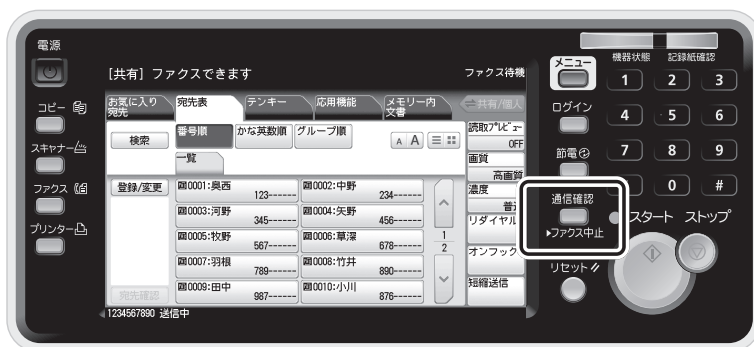 電源
コピー
スキャナー
ファクス
プリンター
[共有] ファクスできます
ファクス待機
お気に入り
宛先
宛先表
テンキー
応用機能
メモリー内
文書
共有/個人
検索
番号順
かな英数順
グループ順
A A
一覧
登録/変更
0001:奥西
123------
0002:中野
234------
0003:河野
345------
0004:矢野
456------
0005:牧野
567------
0006:草深
678------
0007:羽根
789------
0008:竹井
890------
0009:田中
987------
0010:小川
876------
1
2
宛先確認
読取プレビュー
OFF
画質
高画質
濃度
リダイヤル
オンフック
短縮送信
1234567890 送信中
メニュー
ログイン
節電
通信確認
▶ファクス中止
リセット
機器状態
記録紙確認
1 2 3
4 5 6
7 8 9
0 #
スタート
ストップ